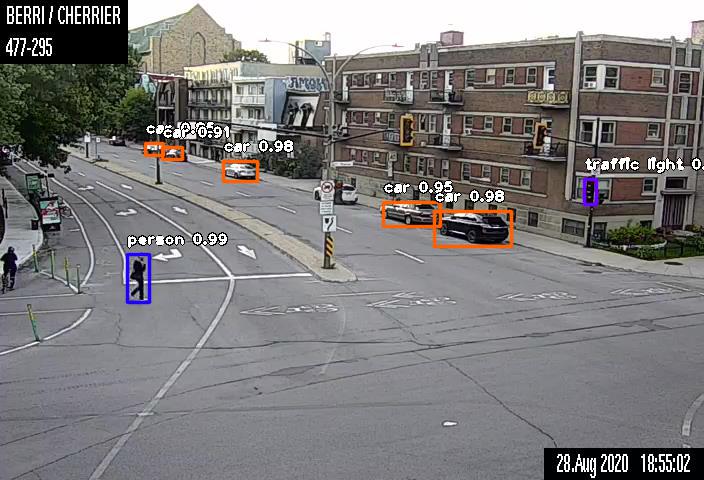 BERRI / CHERRIER
477-295
car
car 0.91
car 0.98
car 0.95
car 0.98
traffic light 0.
person 0.99
28.Aug 2020 18:55:02